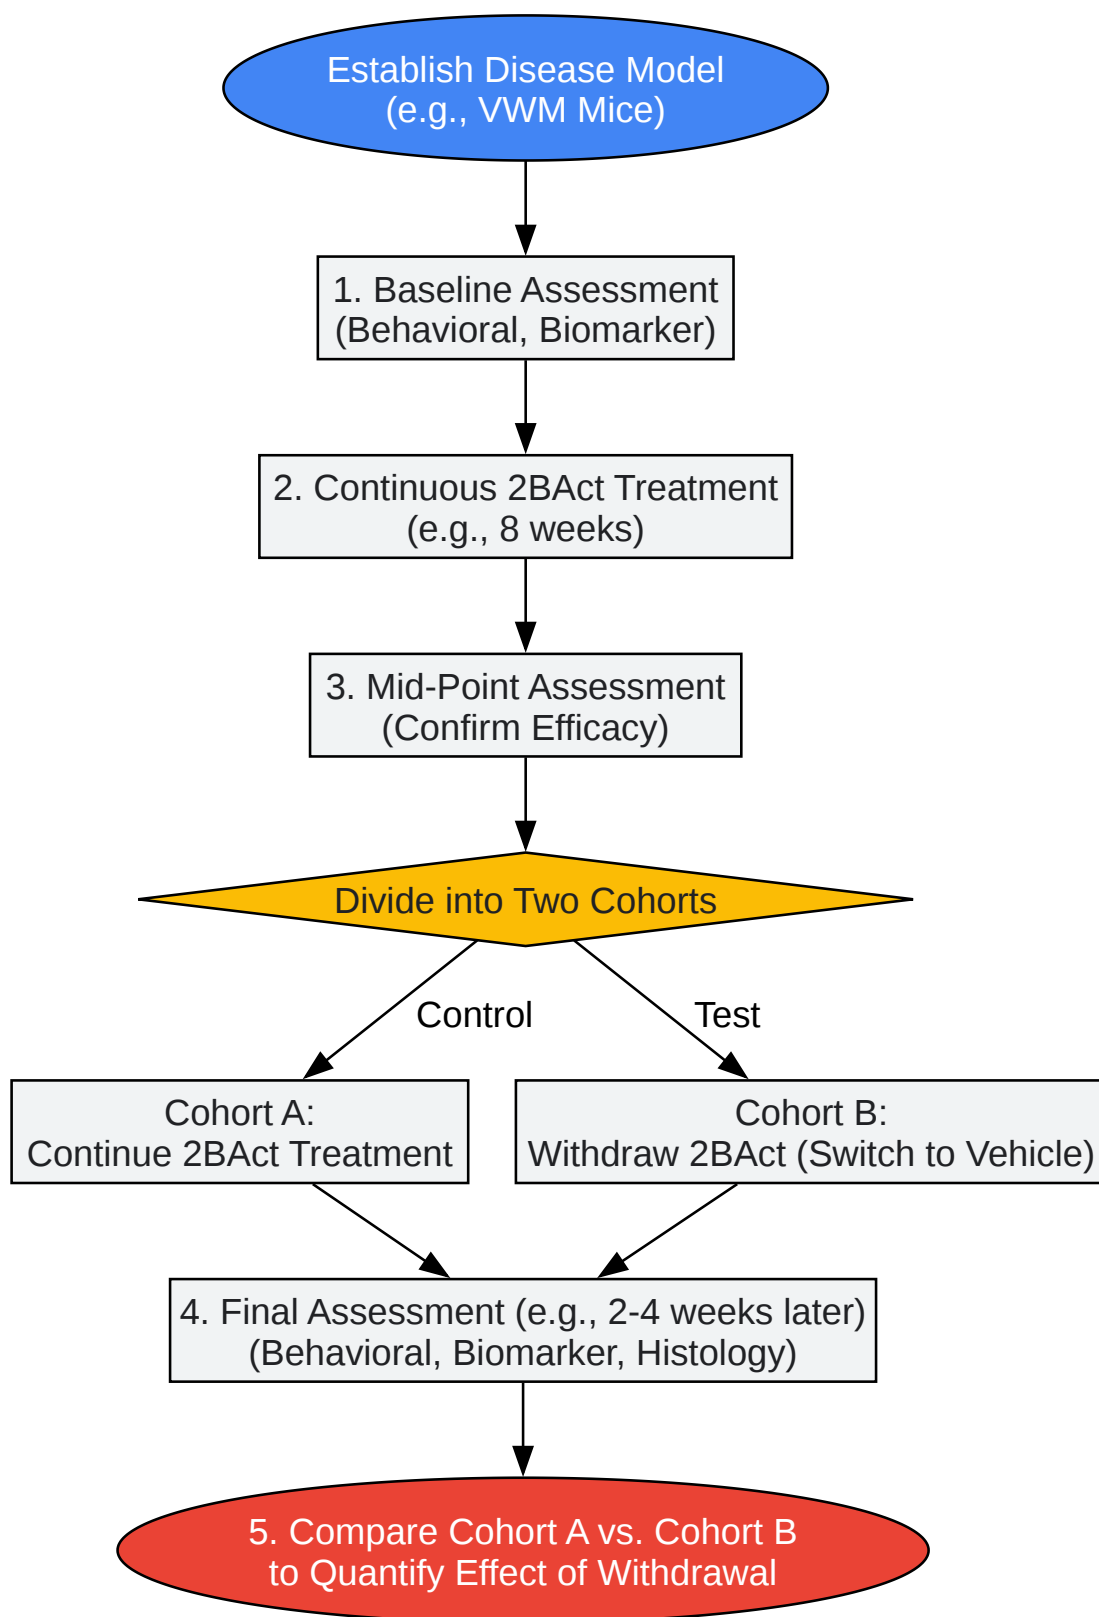 Establish Disease Model
(e.g., VWM Mice)
1. Baseline Assessment
(Behavioral, Biomarker)
2. Continuous 2BAct Treatment
(e.g., 8 weeks)
3. Mid-Point Assessment
(Confirm Efficacy)
Divide into Two Cohorts
Control
Test
Cohort A:
Continue 2BAct Treatment
Cohort B:
Withdraw 2BAct (Switch to Vehicle)
4. Final Assessment (e.g., 2-4 weeks later)
(Behavioral, Biomarker, Histology)
5. Compare Cohort A vs. Cohort B
to Quantify Effect of Withdrawal